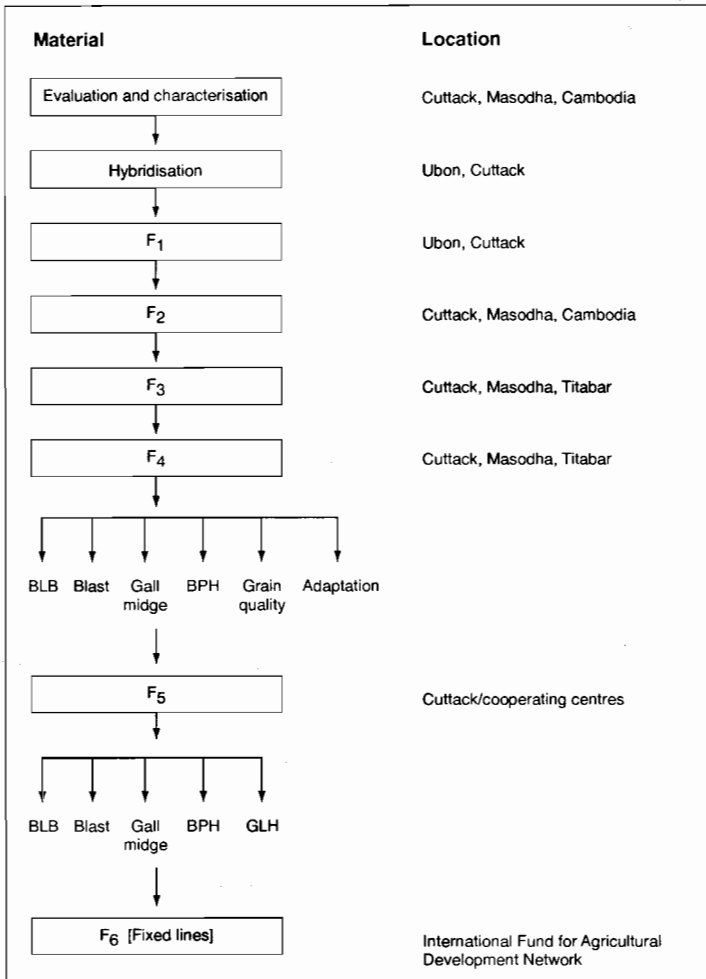 Material Location
Evaluation and characterisation Cuttack, Masodha, Cambodia
Hybridisation Ubon, Cuttack
F1 Ubon, Cuttack
F2 Cuttack, Masodha, Cambodia
F3 Cuttack, Masodha, Titabar
F4 Cuttack, Masodha, Titabar
BLB Blast Gall midge BPH Grain quality Adaptation
F5 Cuttack/cooperating centres
BLB Blast Gall midge BPH GLH
F6 [Fixed lines] International Fund for Agricultural
Development Network